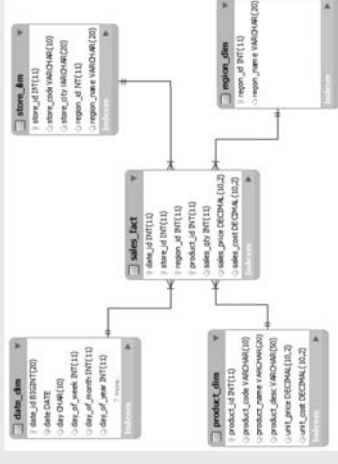 date_dim
date_id BIGINT(20)
date DATE
day CHAR(10)
day_of_week INT(11)
day_of_month INT(11)
day_of_year INT(11)
7 more...
Indexes
store_dim
store_id INT(11)
store_code VARCHAR(10)
store_city VARCHAR(20)
region_id INT(11)
region_name VARCHAR(20)
Indexes
sales_fact
date_id INT(11)
store_id INT(11)
region_id INT(11)
product_id INT(11)
sales_qty INT(11)
sales_price DECIMAL(10,2)
sales_cost DECIMAL(10,2)
Indexes
product_dim
product_id INT(11)
product_code VARCHAR(10)
product_name VARCHAR(20)
product_desc VARCHAR(50)
unt_price DECIMAL(10,2)
unt_cost DECIMAL(10,2)
Indexes
region_dim
regon_id INT(11)
regon_name VARCHAR(20)
Indexes